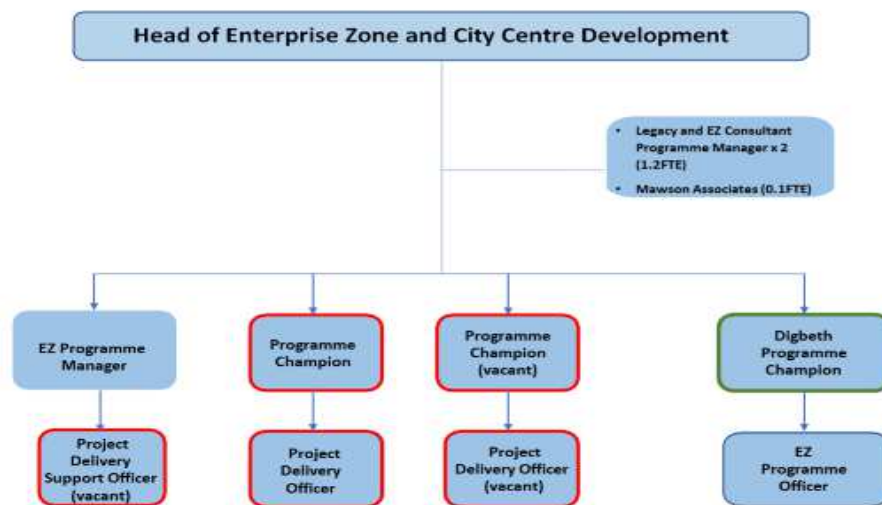 Head of Enterprise Zone and City Centre Development
• Legacy and EZ Consultant
Programme Manager x 2
(1.2FTE)
• Mawson Associates (0.1FTE)
EZ Programme
Manager
Programme
Champion
Programme
Champion
(vacant)
Digbeth
Programme
Champion
Project
Delivery
Support Officer
(vacant)
Project
Delivery
Officer
Project
Delivery Officer
(vacant)
EZ
Programme
Officer